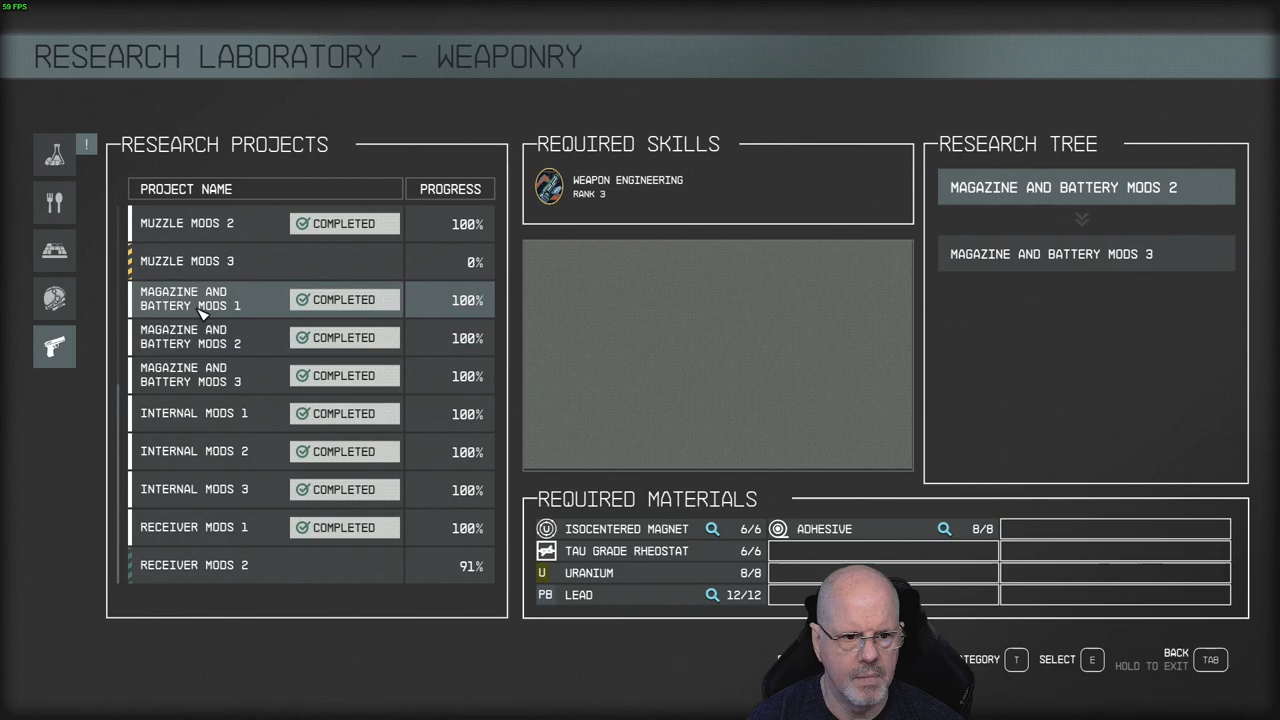 59 FPS
RESEARCH LABORATORY - WEAPONRY
!
RESEARCH PROJECTS
PROJECT NAME PROGRESS
MUZZLE MODS 2 COMPLETED 100%
MUZZLE MODS 3 0%
MAGAZINE AND
BATTERY MODS 1 COMPLETED 100%
MAGAZINE AND
BATTERY MODS 2 COMPLETED 100%
MAGAZINE AND
BATTERY MODS 3 COMPLETED 100%
INTERNAL MODS 1 COMPLETED 100%
INTERNAL MODS 2 COMPLETED 100%
INTERNAL MODS 3 COMPLETED 100%
RECEIVER MODS 1 COMPLETED 100%
RECEIVER MODS 2 91%
REQUIRED SKILLS
WEAPON ENGINEERING
RANK 3
RESEARCH TREE
MAGAZINE AND BATTERY MODS 2
MAGAZINE AND BATTERY MODS 3
REQUIRED MATERIALS
ISOCENTERED MAGNET 6/6 ADHESIVE 8/8
TAU GRADE RHEOSTAT 6/6
U URANIUM 8/8
PB LEAD 12/12
TEGORY T SELECT E BACK TAB
HOLD TO EXIT